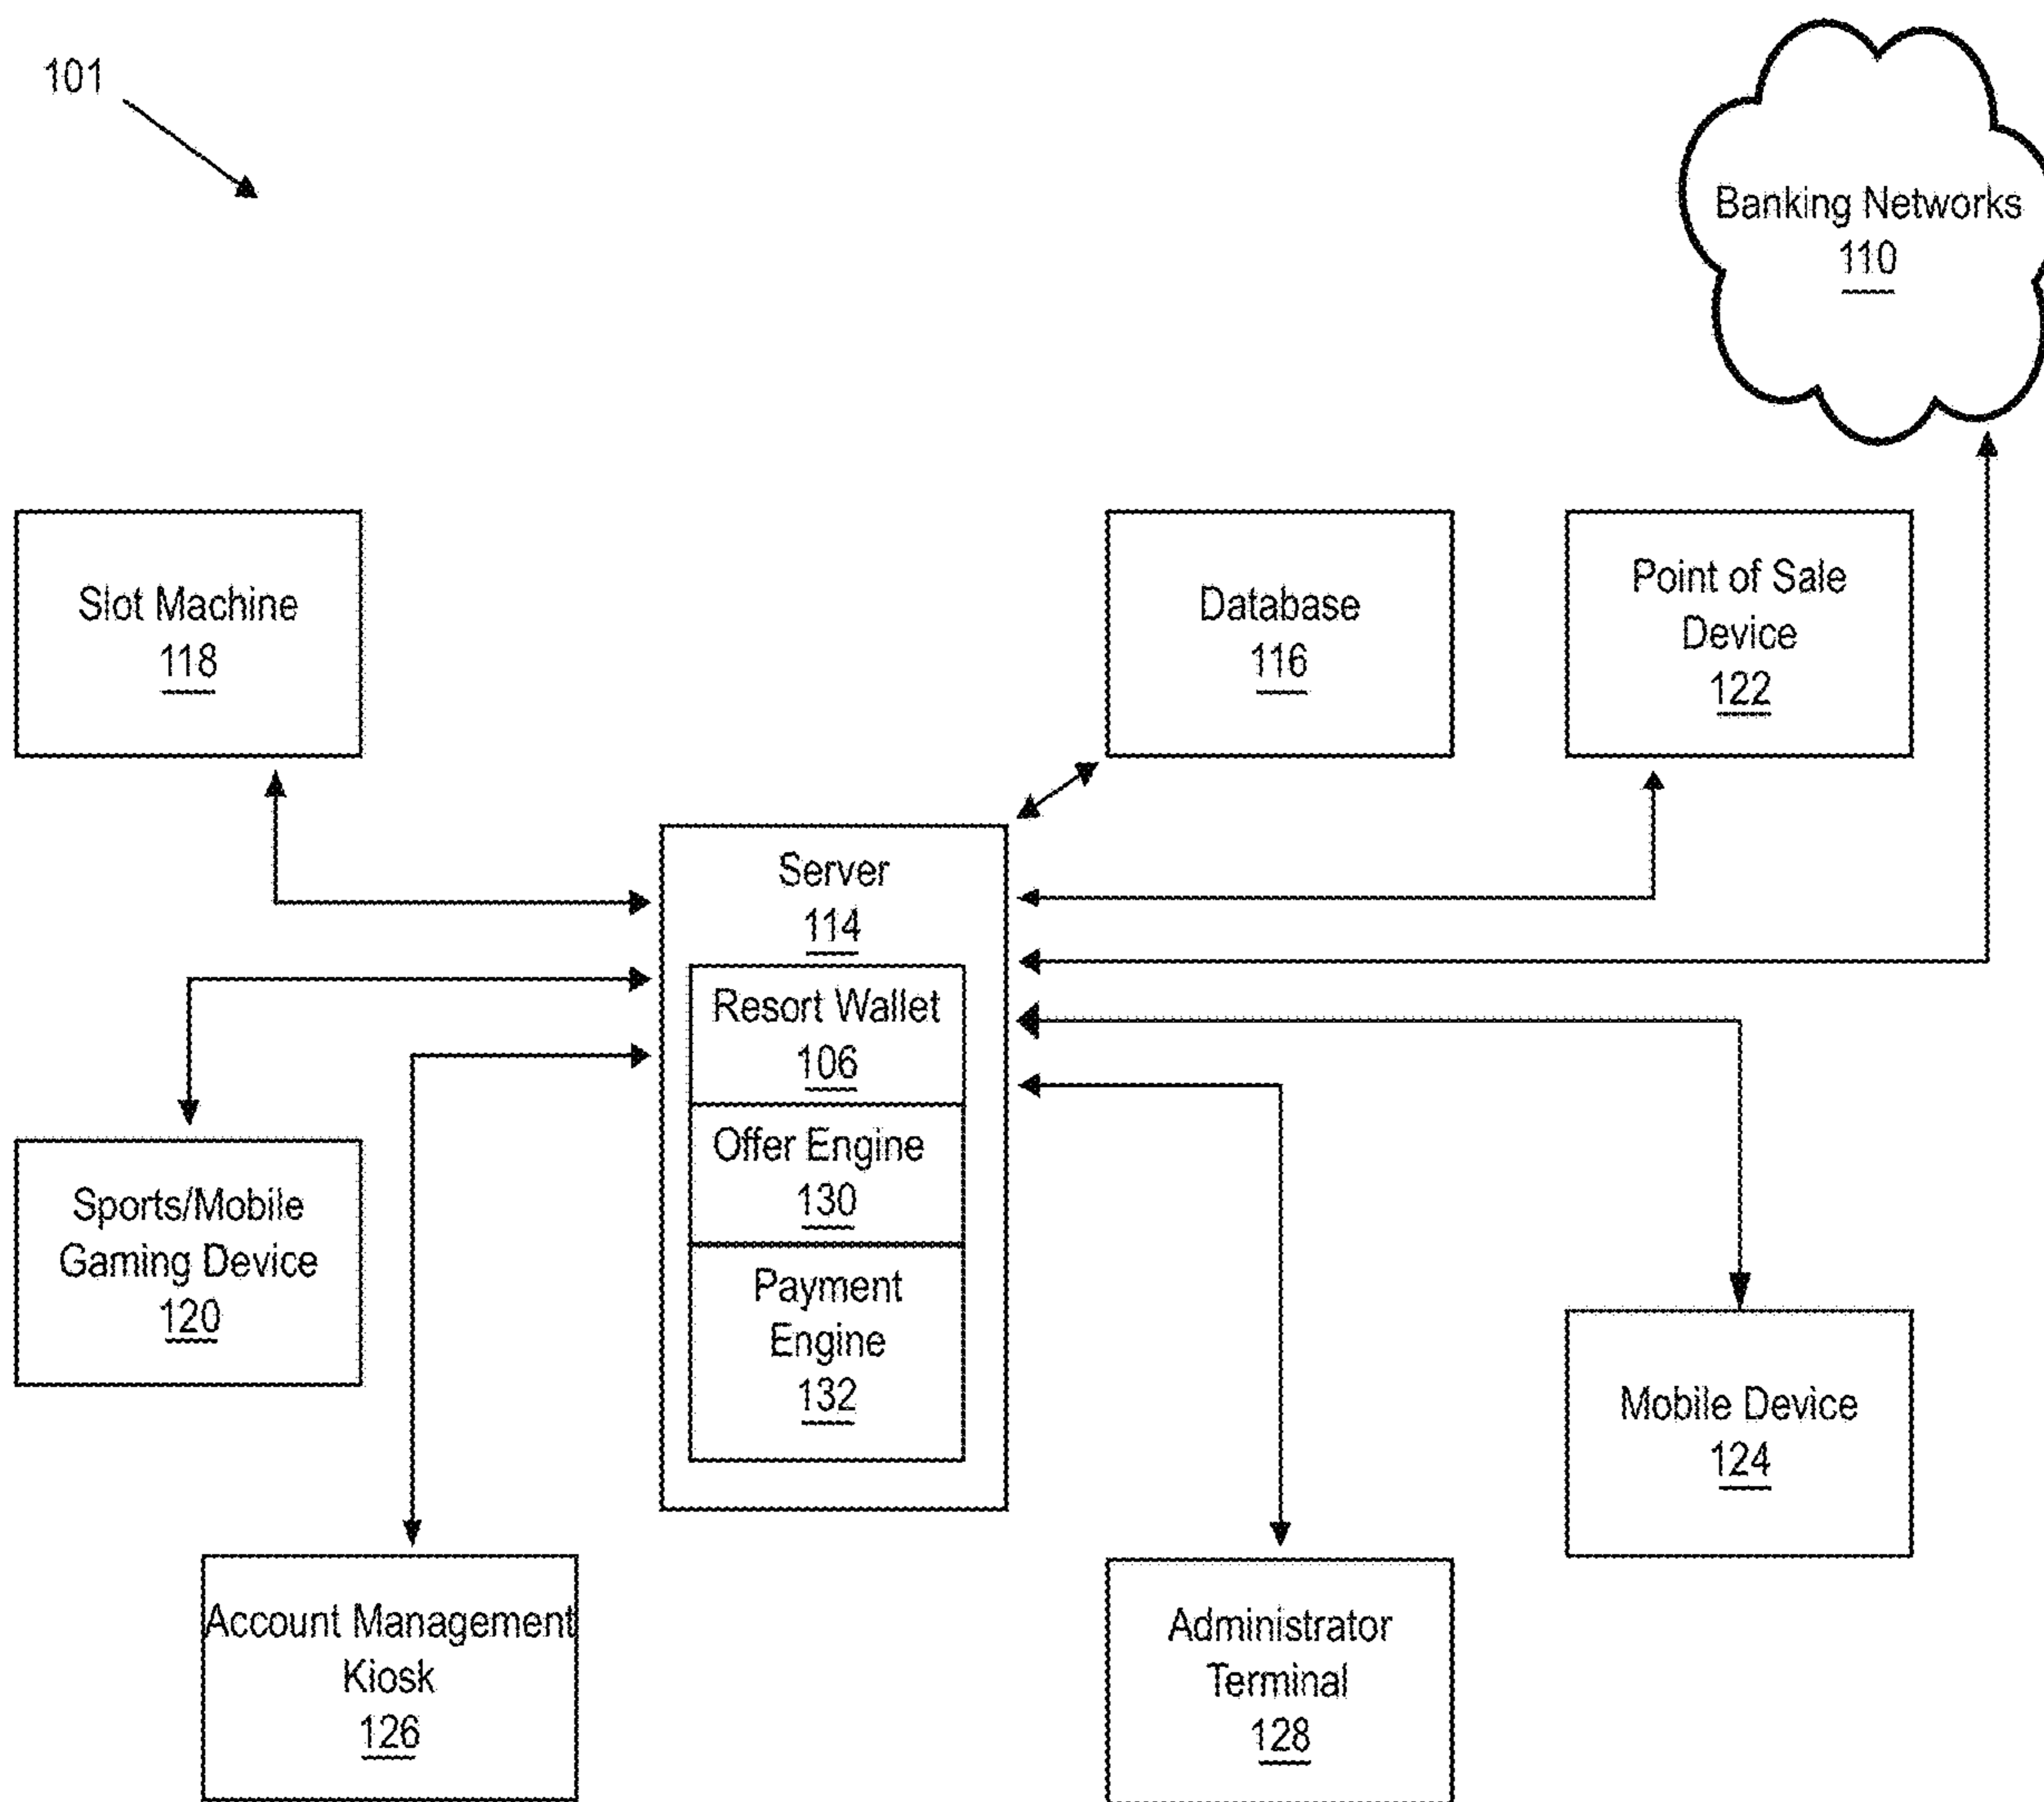 101
Banking Networks
110
Slot Machine
118
Database
116
Point of Sale
Device
122
Server
114
Resort Wallet
106
Offer Engine
130
Payment
Engine
132
Sports/Mobile
Gaming Device
120
Mobile Device
124
Account Management
Kiosk
126
Administrator
Terminal
128